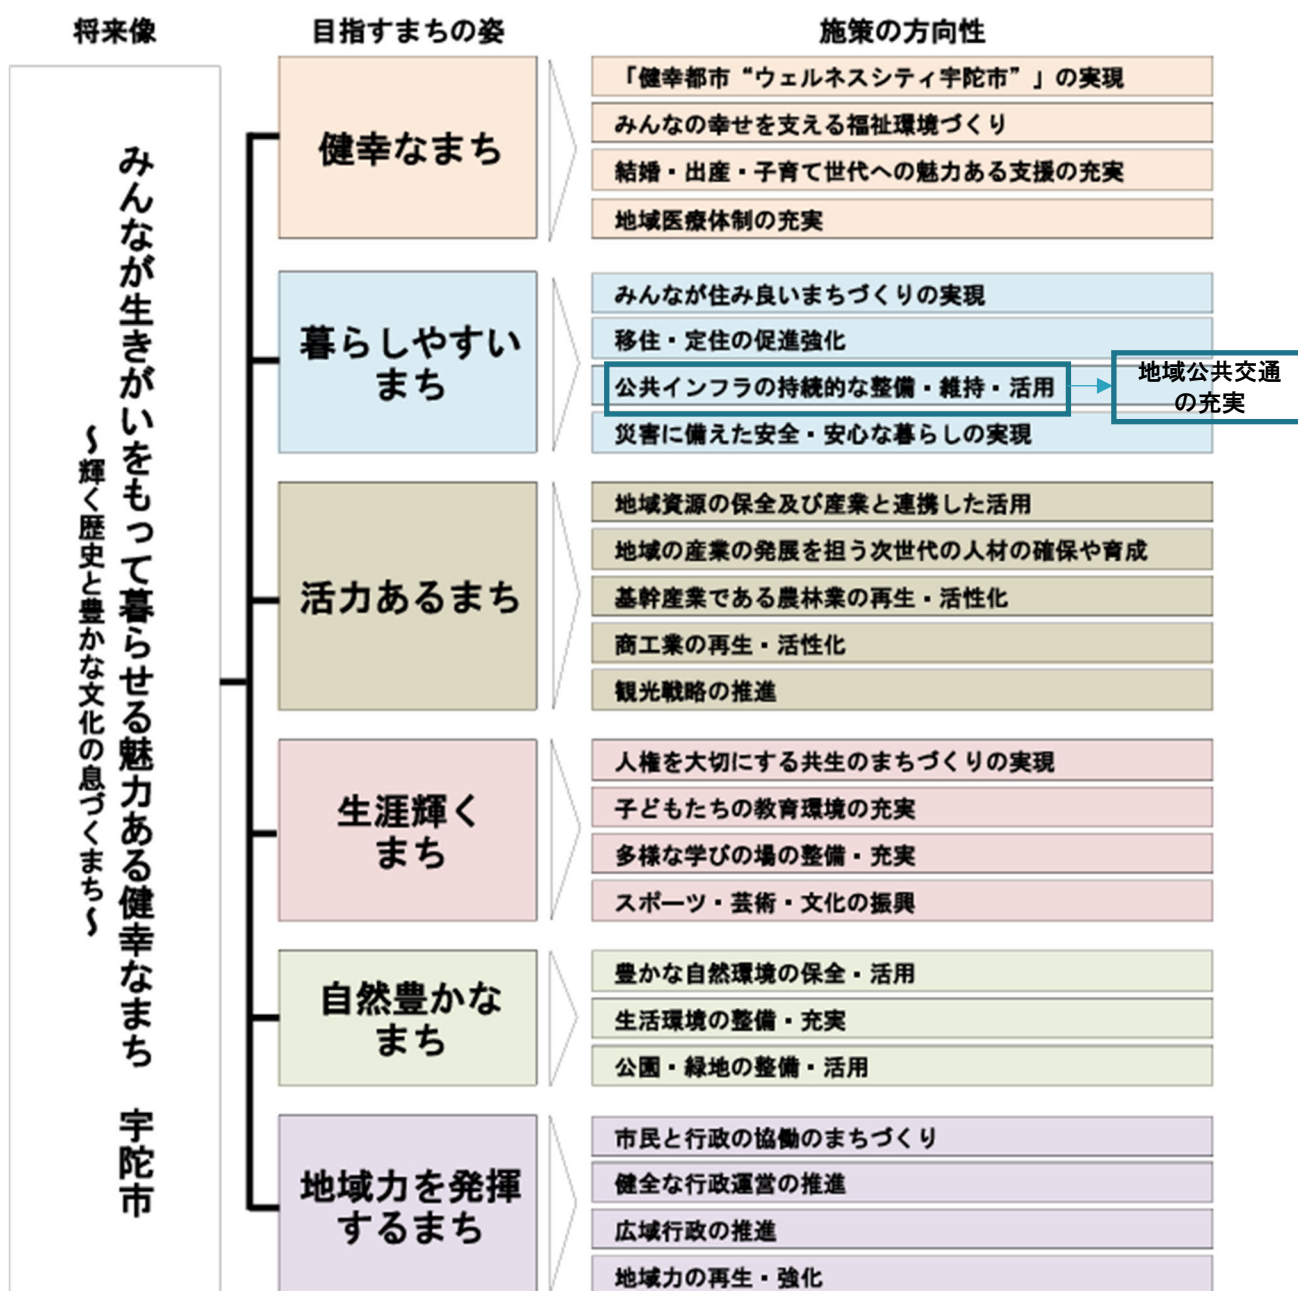 将来像
目指すまちの姿
施策の方向性
みんなが生きがいをもって暮らせる魅力ある健幸なまち 宇陀市
～輝く歴史と豊かな文化の息づくまち～
健幸なまち
「健幸都市“ウェルネスシティ宇陀市”」の実現
みんなの幸せを支える福祉環境づくり
結婚・出産・子育て世代への魅力ある支援の充実
地域医療体制の充実
暮らしやすい
まち
みんなが住み良いまちづくりの実現
移住・定住の促進強化
公共インフラの持続的な整備・維持・活用
地域公共交通
の充実
災害に備えた安全・安心な暮らしの実現
活力あるまち
地域資源の保全及び産業と連携した活用
地域の産業の発展を担う次世代の人材の確保や育成
基幹産業である農林業の再生・活性化
商工業の再生・活性化
観光戦略の推進
生涯輝く
まち
人権を大切にする共生のまちづくりの実現
子どもたちの教育環境の充実
多様な学びの場の整備・充実
スポーツ・芸術・文化の振興
自然豊かな
まち
豊かな自然環境の保全・活用
生活環境の整備・充実
公園・緑地の整備・活用
地域力を発揮
するまち
市民と行政の協働のまちづくり
健全な行政運営の推進
広域行政の推進
地域力の再生・強化